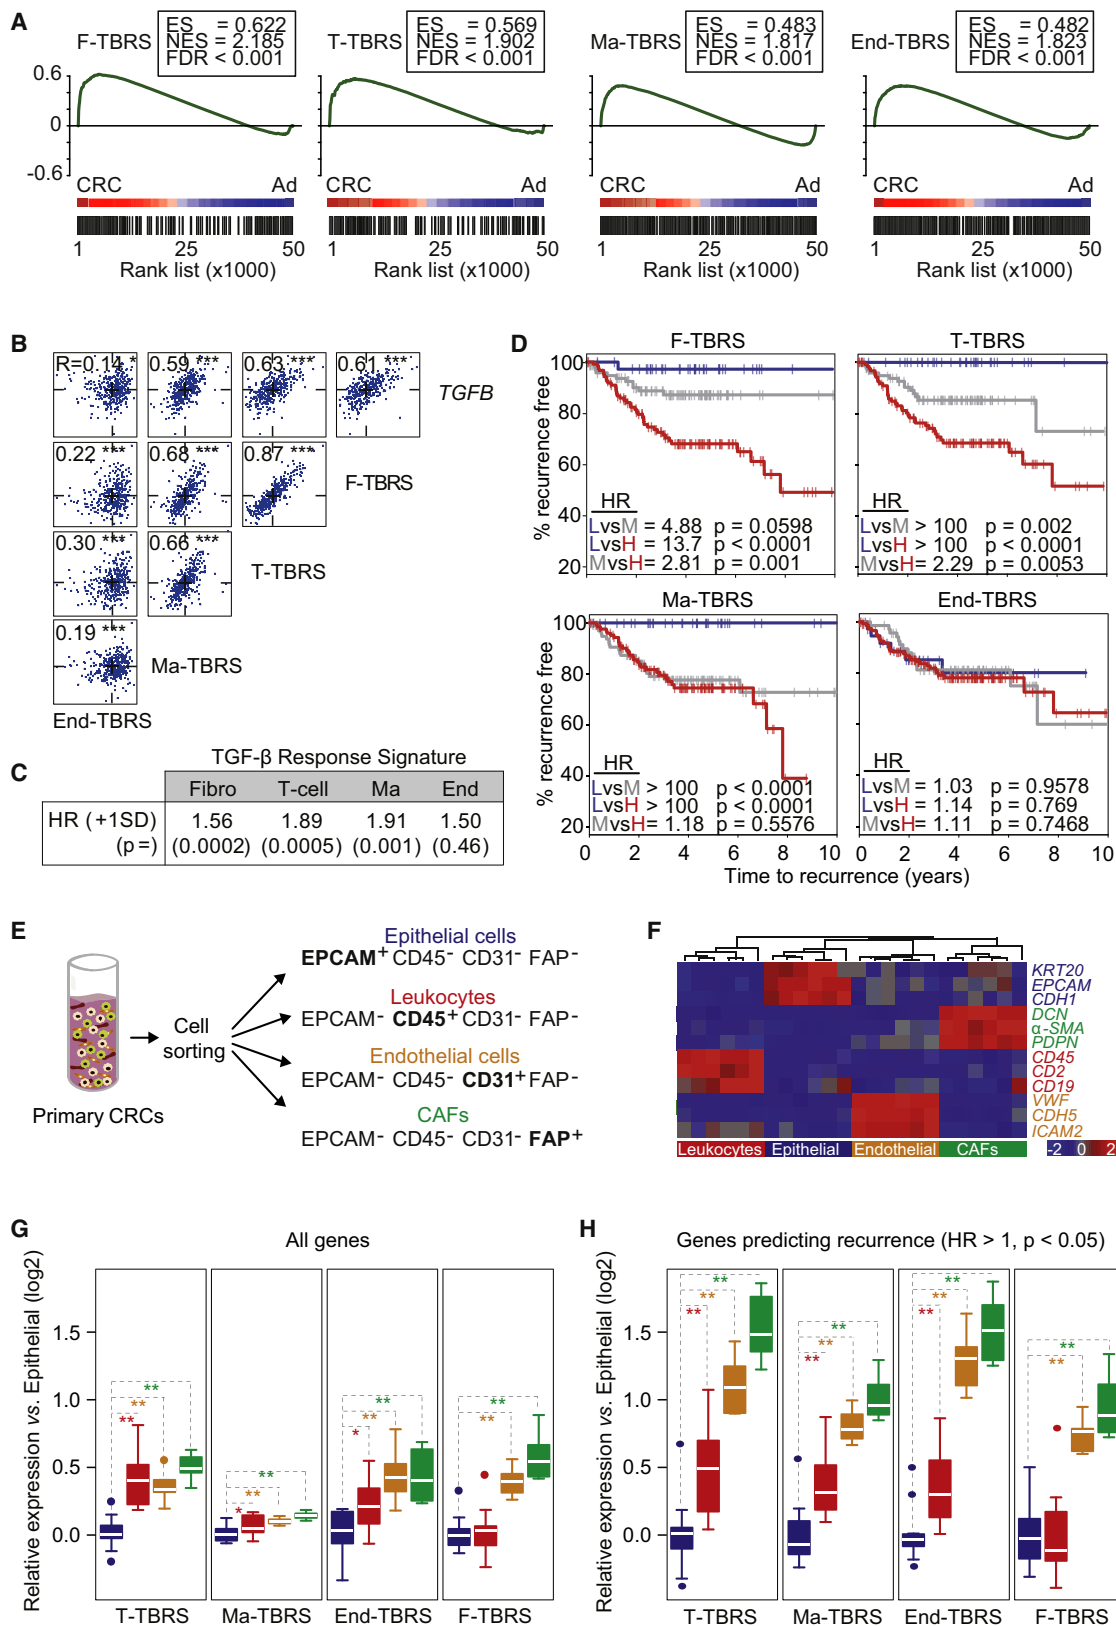 A
F-TBRS
ES = 0.622
NES = 2.185
FDR < 0.001
T-TBRS
ES = 0.569
NES = 1.902
FDR < 0.001
Ma-TBRS
ES = 0.483
NES = 1.817
FDR < 0.001
End-TBRS
ES = 0.482
NES = 1.823
FDR < 0.001
0.6
0
-0.6
CRC Ad
CRC Ad
CRC Ad
CRC Ad
1 25 50
1 25 50
1 25 50
1 25 50
Rank list (x1000)
Rank list (x1000)
Rank list (x1000)
Rank list (x1000)
B
R=0.14 *
0.59 ***
0.63 ***
0.61 ***
TGFB
0.22 ***
0.68 ***
0.87 ***
F-TBRS
0.30 ***
0.66 ***
T-TBRS
0.19 ***
Ma-TBRS
End-TBRS
C
TGF-β Response Signature
Fibro T-cell Ma End
HR (+1SD) 1.56 1.89 1.91 1.50
(p=) (0.0002) (0.0005) (0.001) (0.46)
D
F-TBRS
% recurrence free
100
80
60
40
20
HR
LvsM = 4.88 p = 0.0598
LvsH = 13.7 p < 0.0001
MvsH = 2.81 p = 0.001
T-TBRS
HR
LvsM > 100 p = 0.002
LvsH > 100 p < 0.0001
MvsH = 2.29 p = 0.0053
Ma-TBRS
% recurrence free
100
80
60
40
20
HR
LvsM > 100 p < 0.0001
LvsH > 100 p < 0.0001
MvsH = 1.18 p = 0.5576
0 2 4 6 8 10
End-TBRS
HR
LvsM = 1.03 p = 0.9578
LvsH = 1.14 p = 0.769
MvsH = 1.11 p = 0.7468
0 2 4 6 8 10
Time to recurrence (years)
E
Primary CRCs
Cell
sorting
Epithelial cells
EPCAM+ CD45- CD31- FAP-
Leukocytes
EPCAM- CD45+ CD31- FAP-
Endothelial cells
EPCAM- CD45- CD31+ FAP-
CAFs
EPCAM- CD45- CD31- FAP+
F
KRT20
EPCAM
CDH1
DCN
α-SMA
PDPN
CD45
CD2
CD19
VWF
CDH5
ICAM2
Leukocytes Epithelial Endothelial CAFs
-2 0 2
G
All genes
Relative expression vs. Epithelial (log2)
1.5
1.0
0.5
0.0
** ** **
* ** **
* ** **
** **
T-TBRS Ma-TBRS End-TBRS F-TBRS
H
Genes predicting recurrence (HR > 1, p < 0.05)
Relative expression vs. Epithelial (log2)
1.5
1.0
0.5
0.0
** ** **
** ** **
** ** **
** **
T-TBRS Ma-TBRS End-TBRS F-TBRS